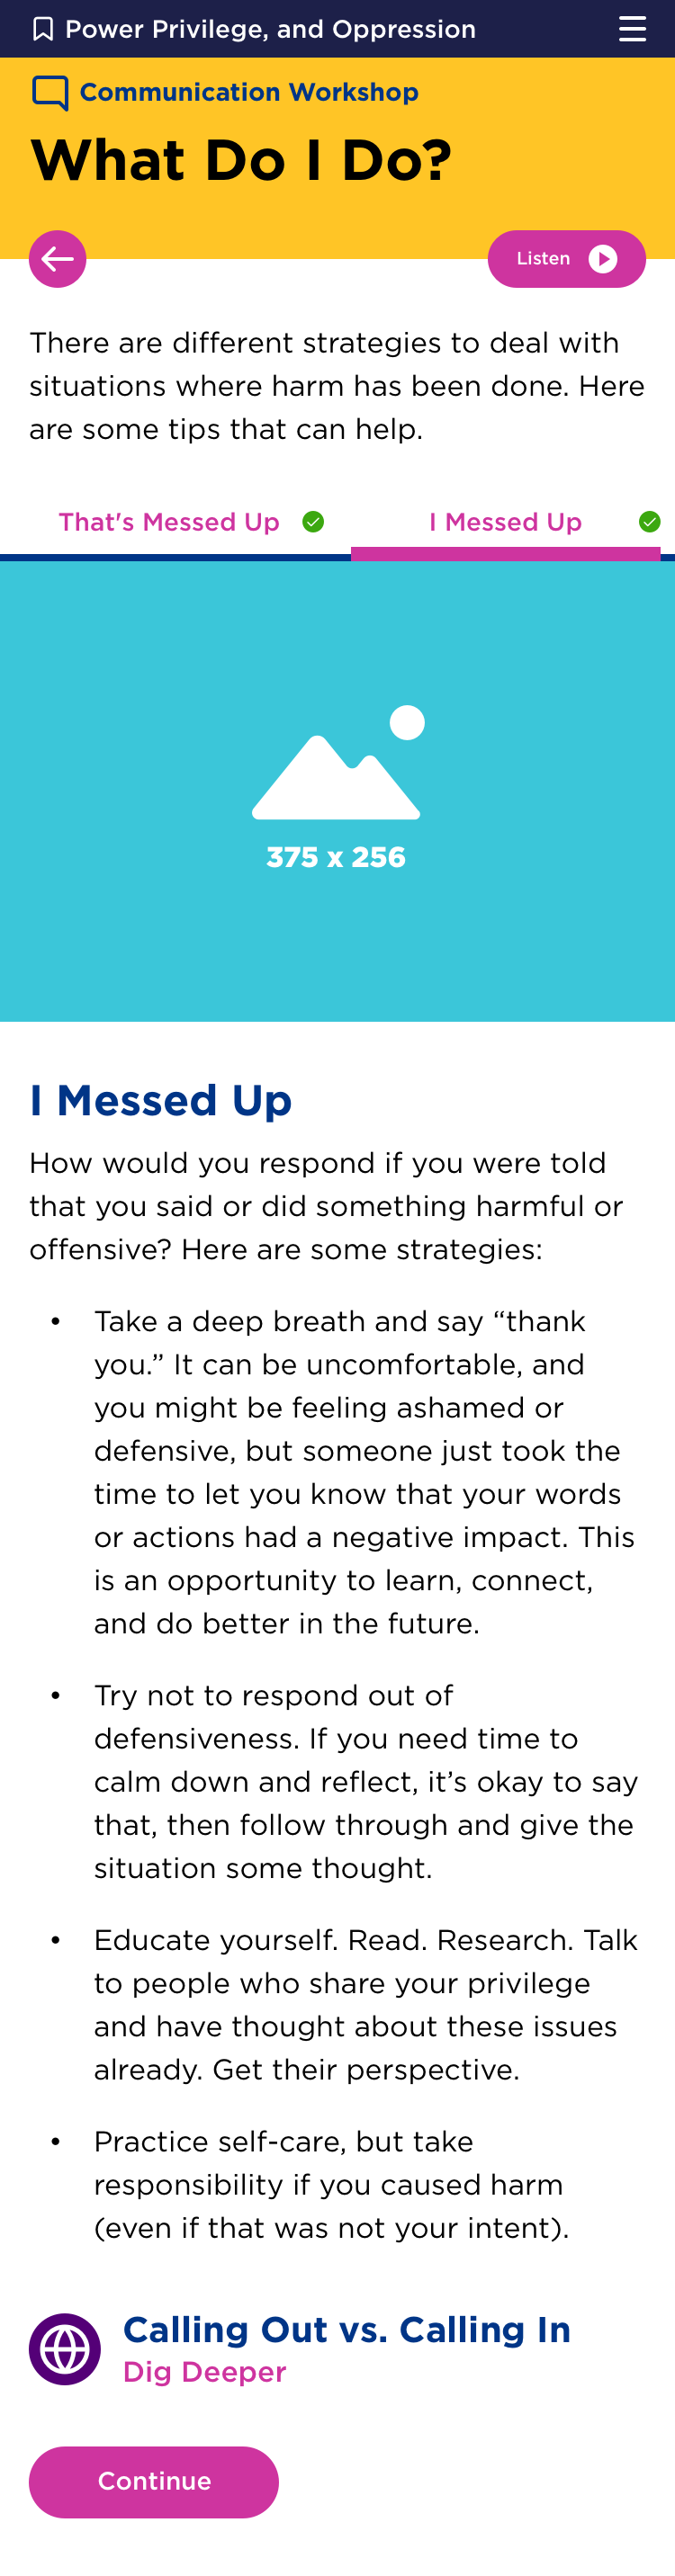 Power Privilege, and Oppression
Communication Workshop
What Do I Do?
Listen
There are different strategies to deal with
situations where harm has been done. Here
are some tips that can help.
That's Messed Up
I Messed Up
375 x 256
I Messed Up
How would you respond if you were told
that you said or did something harmful or
offensive? Here are some strategies:
• Take a deep breath and say “thank
you.” It can be uncomfortable, and
you might be feeling ashamed or
defensive, but someone just took the
time to let you know that your words
or actions had a negative impact. This
is an opportunity to learn, connect,
and do better in the future.
• Try not to respond out of
defensiveness. If you need time to
calm down and reflect, it’s okay to say
that, then follow through and give the
situation some thought.
• Educate yourself. Read. Research. Talk
to people who share your privilege
and have thought about these issues
already. Get their perspective.
• Practice self-care, but take
responsibility if you caused harm
(even if that was not your intent).
Calling Out vs. Calling In
Dig Deeper
Continue